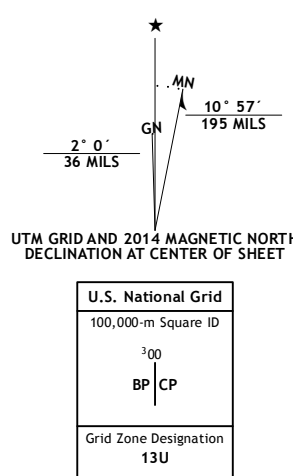 ★
MN
GN
10° 57´
195 MILS
2° 0´
36 MILS
UTM GRID AND 2014 MAGNETIC NORTH
DECLINATION AT CENTER OF SHEET
U.S. National Grid
100,000-m Square ID
³00
BP CP
Grid Zone Designation
13U